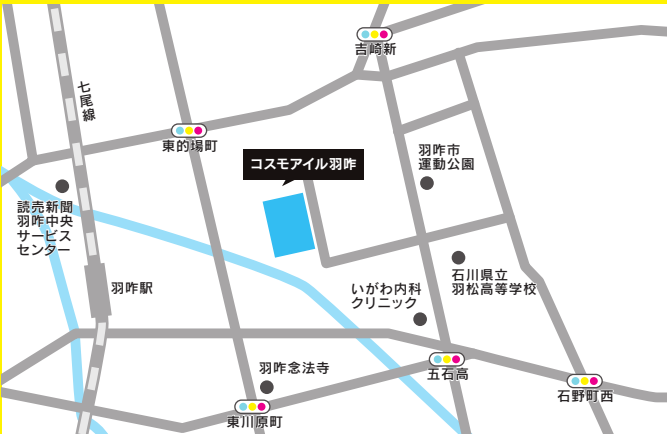 吉崎新
七尾線
東的場町
コスモアイル羽咋
羽咋市
運動公園
読売新聞
羽咋中央
サービス
センター
羽咋駅
石川県立
羽松高等学校
いがわ内科
クリニック
羽咋念法寺
五石高
石野町西
東川原町